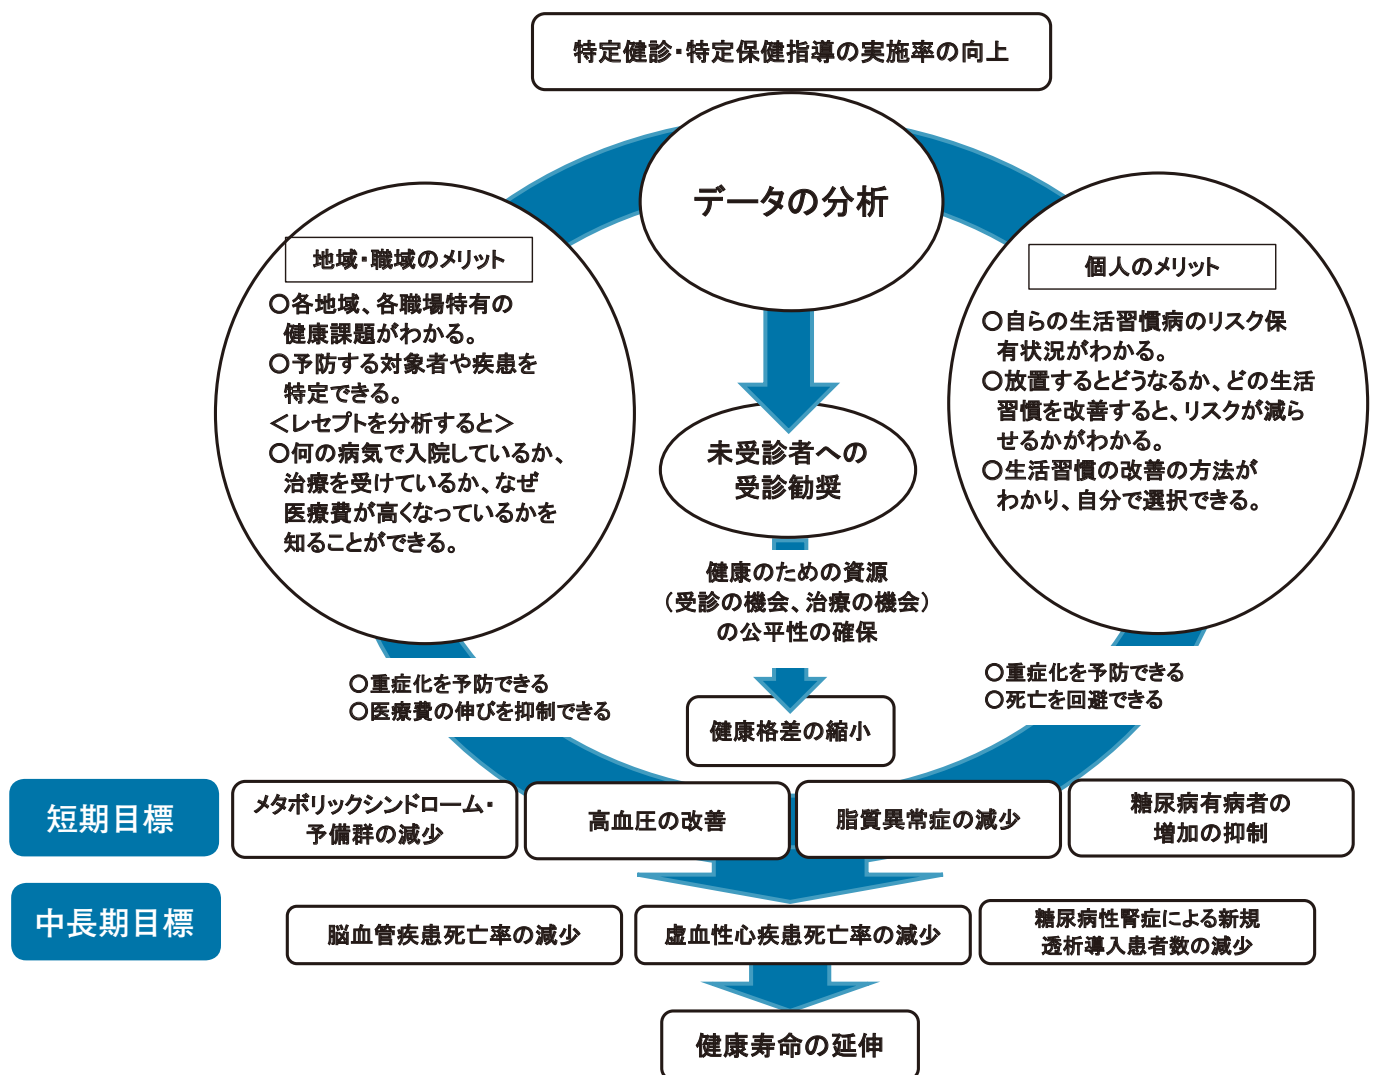 特定健診・特定保健指導の実施率の向上
データの分析
地域・職域のメリット
○各地域、各職場特有の
健康課題がわかる。
○予防する対象者や疾患を
特定できる。
＜レセプトを分析すると＞
○何の病気で入院しているか、
治療を受けているか、なぜ
医療費が高くなっているかを
知ることができる。
個人のメリット
○自らの生活習慣病のリスク保
有状況がわかる。
○放置するとどうなるか、どの生活
習慣を改善すると、リスクが減ら
せるかがわかる。
○生活習慣の改善の方法が
わかり、自分で選択できる。
未受診者への
受診勧奨
健康のための資源
（受診の機会、治療の機会）
の公平性の確保
○重症化を予防できる
○医療費の伸びを抑制できる
○重症化を予防できる
○死亡を回避できる
健康格差の縮小
短期目標
メタボリックシンドローム・
予備群の減少
高血圧の改善
脂質異常症の減少
糖尿病有病者の
増加の抑制
中長期目標
脳血管疾患死亡率の減少
虚血性心疾患死亡率の減少
糖尿病性腎症による新規
透析導入患者数の減少
健康寿命の延伸